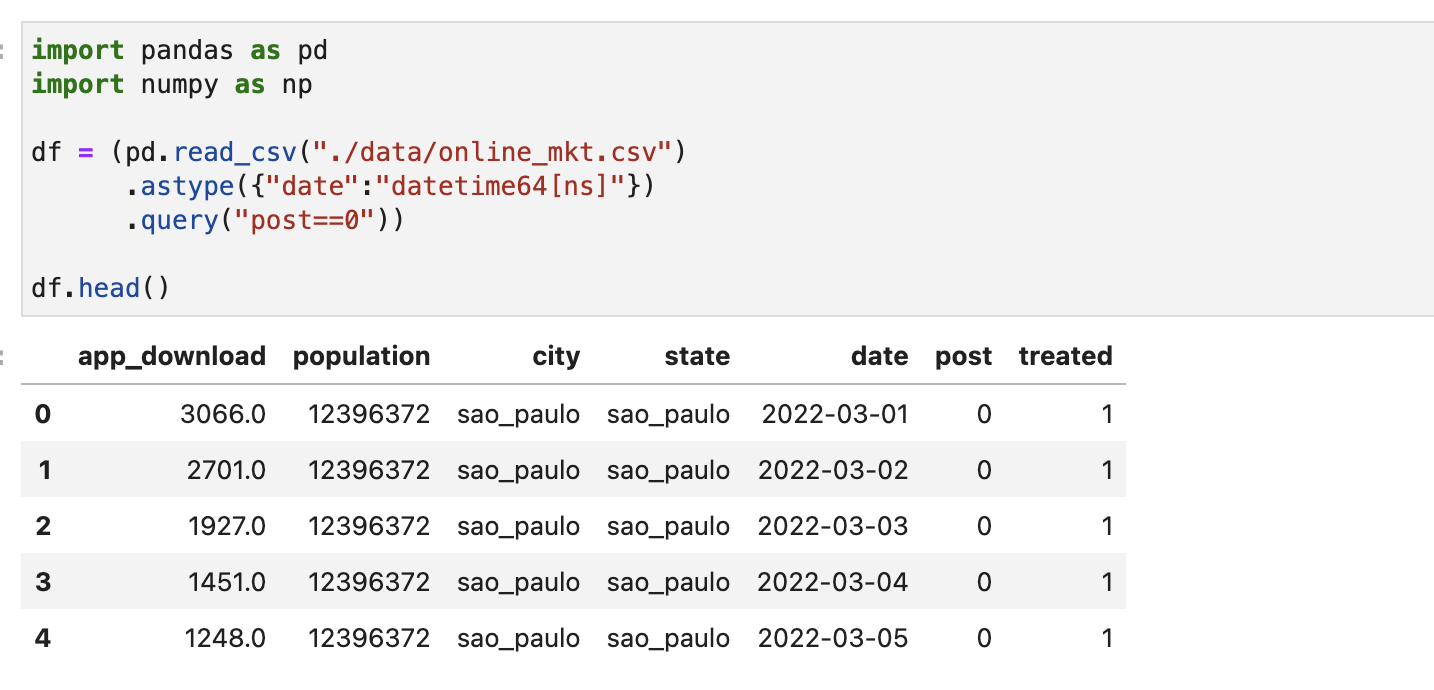 import pandas as pd
import numpy as np
df = (pd.read_csv("./data/online_mkt.csv")
.astype({"date":"datetime64[ns]"})
.query("post==0"))
df.head()
app_download population city state date post treated
0 3066.0 12396372 sao_paulo sao_paulo 2022-03-01 0 1
1 2701.0 12396372 sao_paulo sao_paulo 2022-03-02 0 1
2 1927.0 12396372 sao_paulo sao_paulo 2022-03-03 0 1
3 1451.0 12396372 sao_paulo sao_paulo 2022-03-04 0 1
4 1248.0 12396372 sao_paulo sao_paulo 2022-03-05 0 1